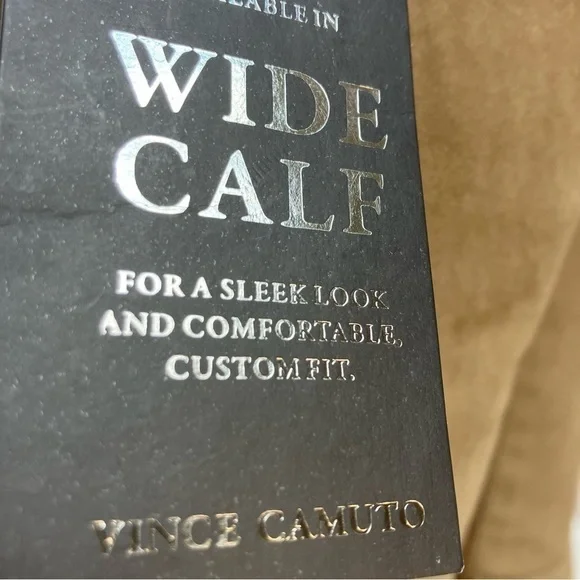 IN
WIDE
CALF
FOR A SLEEK LOOK
AND COMFORTABLE,
CUSTOM FIT.
VINCE CAMUTO